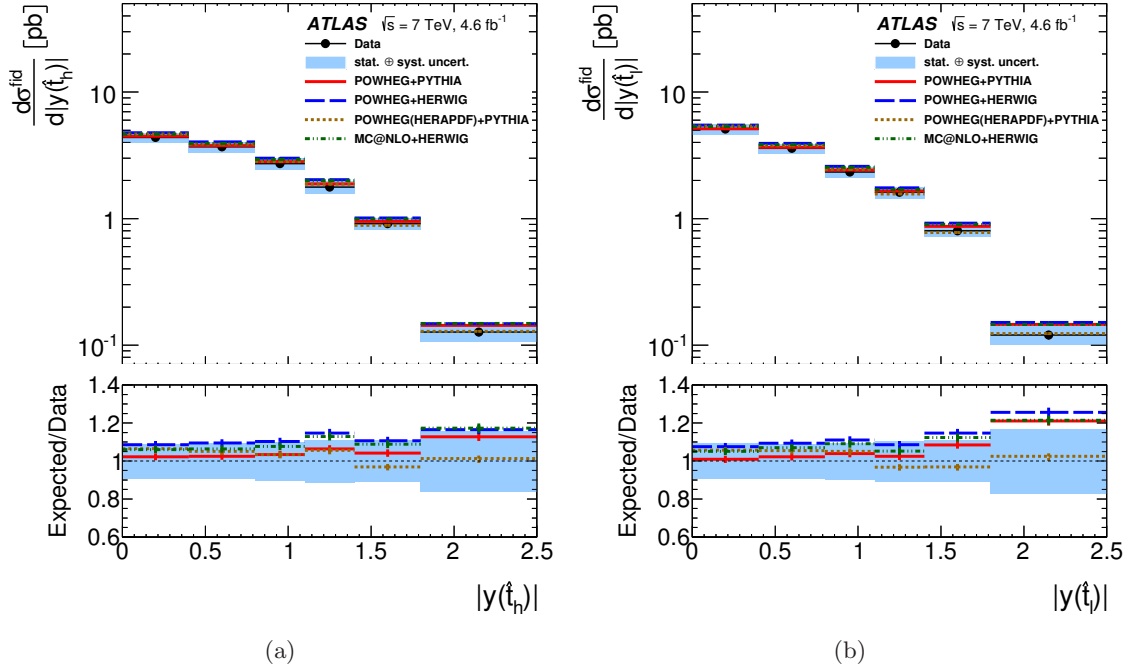 ATLAS √s = 7 TeV, 4.6 fb⁻¹
Data
stat. ⊕ syst. uncert.
POWHEG+PYTHIA
POWHEG+HERWIG
POWHEG(HERAPDF)+PYTHIA
MC@NLO+HERWIG
dσ^fid / d|y(t̂_h)| [pb]
10
1
10⁻¹
Expected/Data
1.4
1.2
1
0.8
0.6
0 0.5 1 1.5 2 2.5
|y(t̂_h)|
(a)
ATLAS √s = 7 TeV, 4.6 fb⁻¹
Data
stat. ⊕ syst. uncert.
POWHEG+PYTHIA
POWHEG+HERWIG
POWHEG(HERAPDF)+PYTHIA
MC@NLO+HERWIG
dσ^fid / d|y(t̂_l)| [pb]
10
1
10⁻¹
Expected/Data
1.4
1.2
1
0.8
0.6
0 0.5 1 1.5 2 2.5
|y(t̂_l)|
(b)